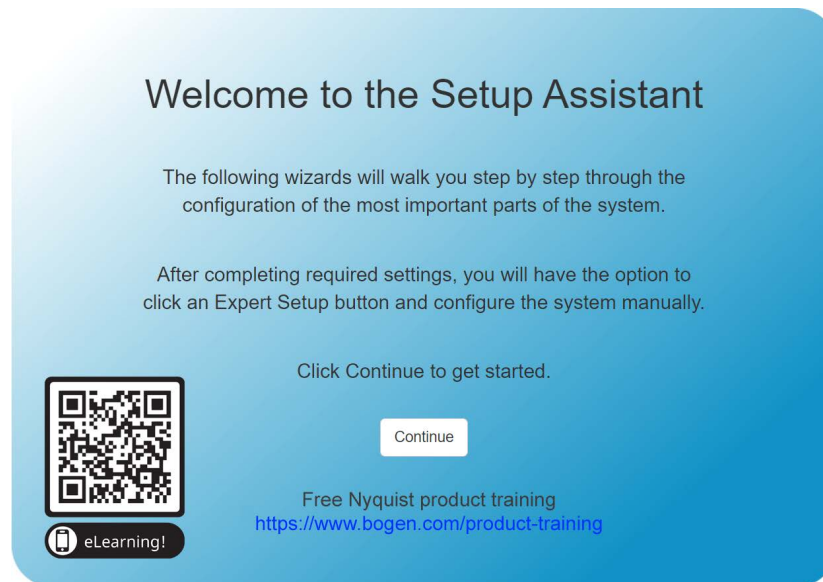 Welcome to the Setup Assistant
The following wizards will walk you step by step through the
configuration of the most important parts of the system.
After completing required settings, you will have the option to
click an Expert Setup button and configure the system manually.
Click Continue to get started.
Continue
Free Nyquist product training
https://www.bogen.com/product-training
eLearning!